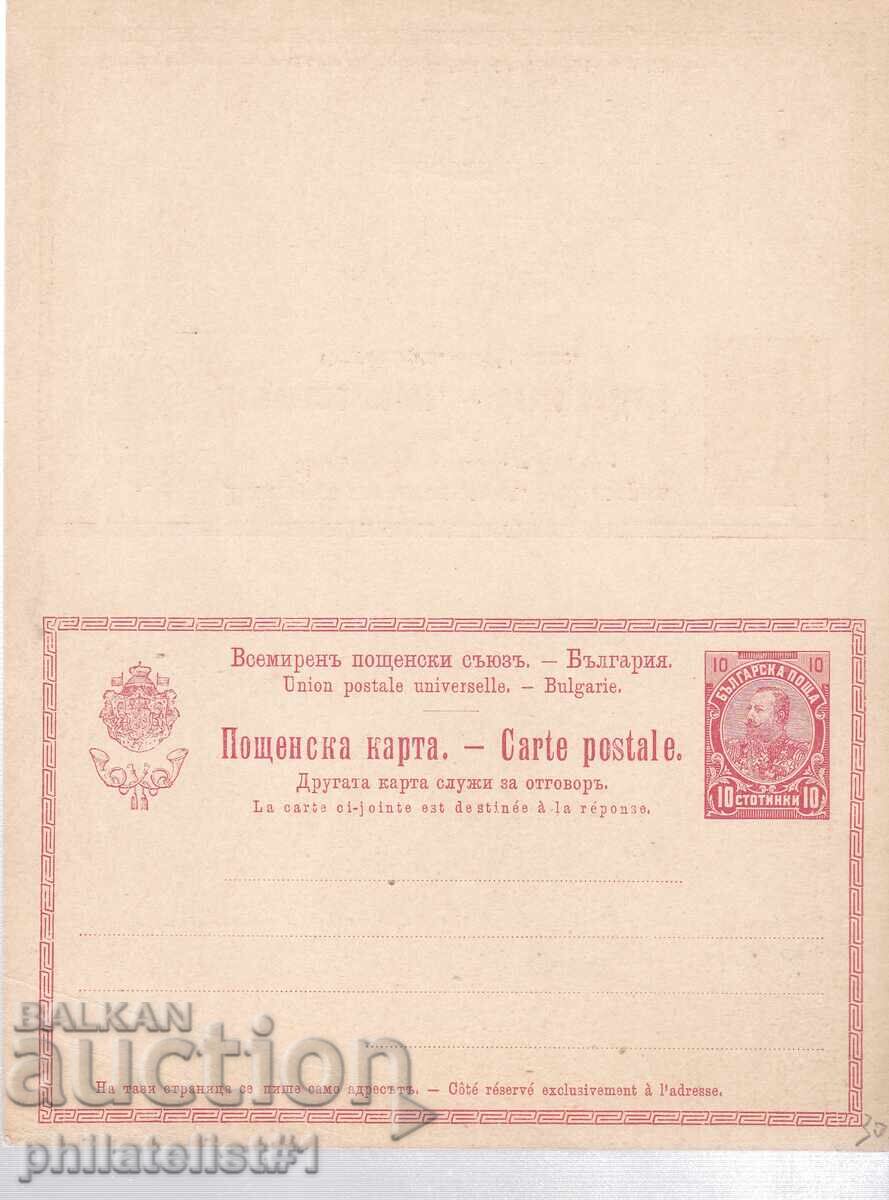 Всемиренъ пощенски съюзъ. — България.
Union postale universelle. — Bulgarie.
Пощенска карта. — Carte postale.
Другата карта служи за отговоръ.
La carte ci-jointe est destinée à la réponse.
10 10
БЪЛГАРСКА ПОЩА
10 СТОТИНКИ 10
На тази страница се пише само адресътъ. — Côté réservé exclusivement à l'adresse.
30
BALKAN
auction
philatelist#1